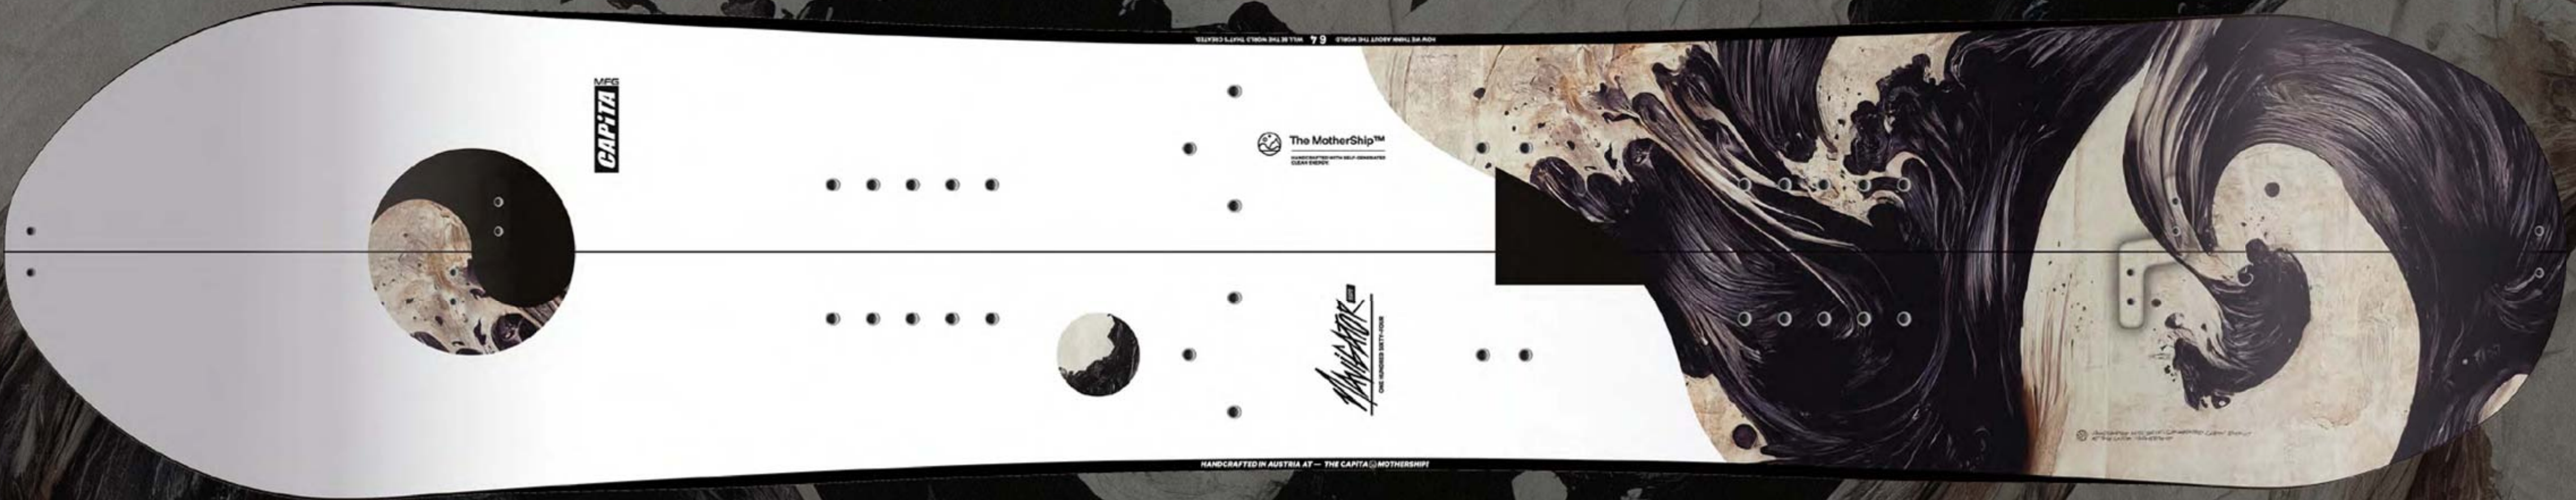 HOW WE THINK ABOUT THE WORLD 64 WILL BE THE WORLD THAT'S CREATED.
CAPiTA MFG
The MotherShip™
HANDCRAFTED WITH SELF-GENERATED
CLEAN ENERGY.
NAVIGATOR
ONE HUNDRED SIXTY-FOUR
HANDCRAFTED IN AUSTRIA AT— THE CAPITA MOTHERSHIP!